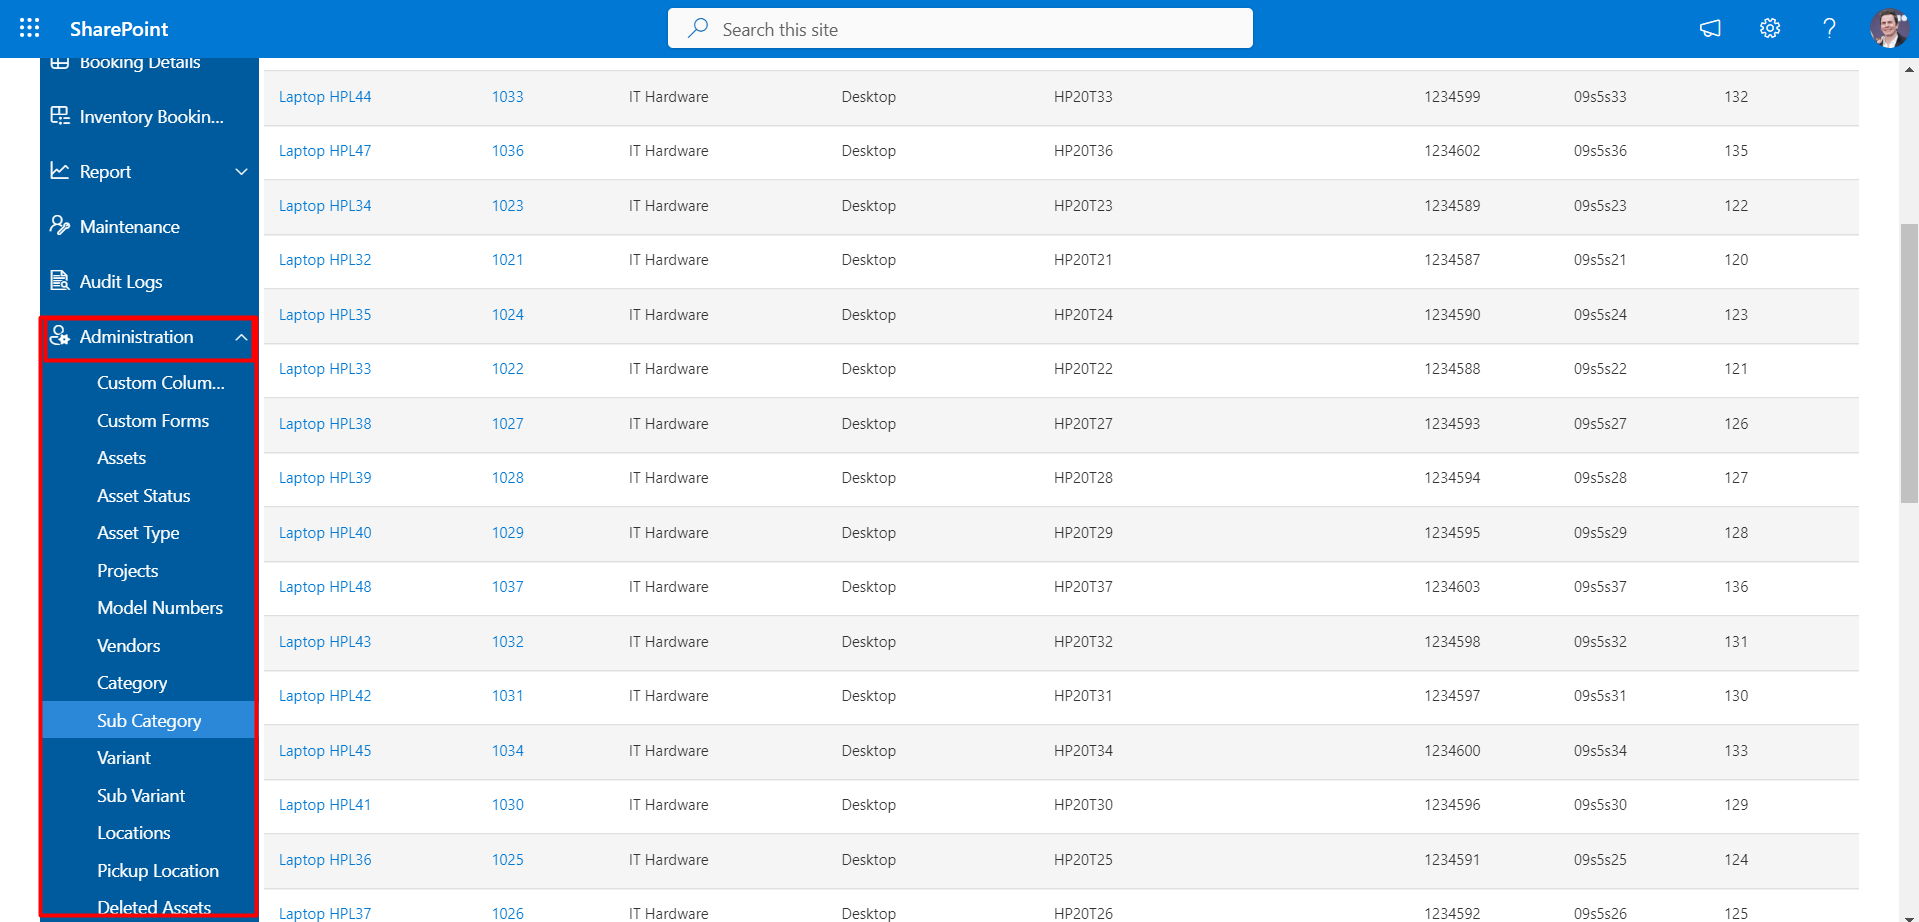 SharePoint
Search this site
?
Booking Details
Inventory Bookin...
Report
Maintenance
Audit Logs
Administration
Custom Colum...
Custom Forms
Assets
Asset Status
Asset Type
Projects
Model Numbers
Vendors
Category
Sub Category
Variant
Sub Variant
Locations
Pickup Location
Deleted Assets
Laptop HPL44 1033 IT Hardware Desktop HP20T33 1234599 09s5s33 132
Laptop HPL47 1036 IT Hardware Desktop HP20T36 1234602 09s5s36 135
Laptop HPL34 1023 IT Hardware Desktop HP20T23 1234589 09s5s23 122
Laptop HPL32 1021 IT Hardware Desktop HP20T21 1234587 09s5s21 120
Laptop HPL35 1024 IT Hardware Desktop HP20T24 1234590 09s5s24 123
Laptop HPL33 1022 IT Hardware Desktop HP20T22 1234588 09s5s22 121
Laptop HPL38 1027 IT Hardware Desktop HP20T27 1234593 09s5s27 126
Laptop HPL39 1028 IT Hardware Desktop HP20T28 1234594 09s5s28 127
Laptop HPL40 1029 IT Hardware Desktop HP20T29 1234595 09s5s29 128
Laptop HPL48 1037 IT Hardware Desktop HP20T37 1234603 09s5s37 136
Laptop HPL43 1032 IT Hardware Desktop HP20T32 1234598 09s5s32 131
Laptop HPL42 1031 IT Hardware Desktop HP20T31 1234597 09s5s31 130
Laptop HPL45 1034 IT Hardware Desktop HP20T34 1234600 09s5s34 133
Laptop HPL41 1030 IT Hardware Desktop HP20T30 1234596 09s5s30 129
Laptop HPL36 1025 IT Hardware Desktop HP20T25 1234591 09s5s25 124
Laptop HPL37 1026 IT Hardware Desktop HP20T26 1234592 09s5s26 125